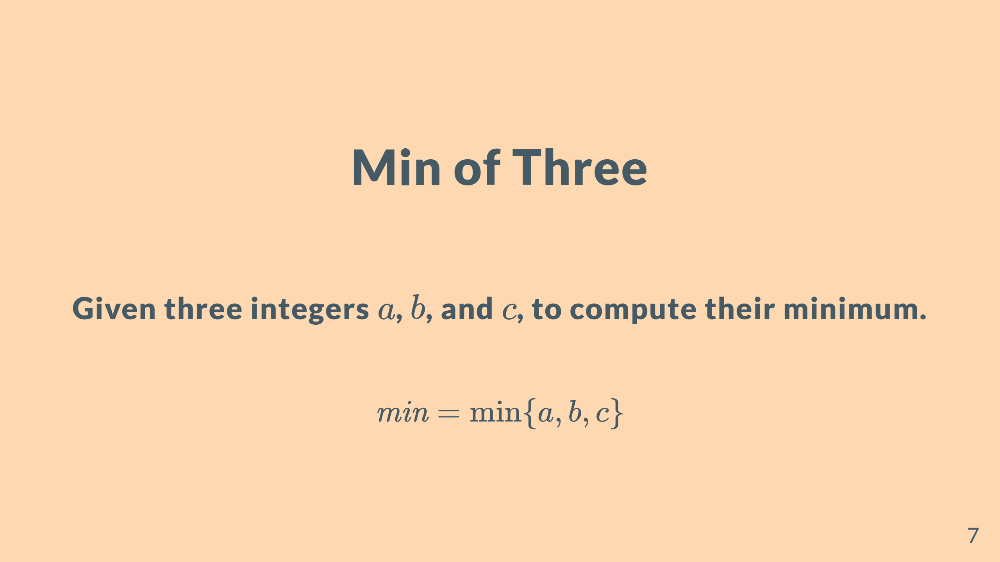 Min of Three
Given three integers a, b, and c, to compute their minimum.
min = min{a, b, c}
7